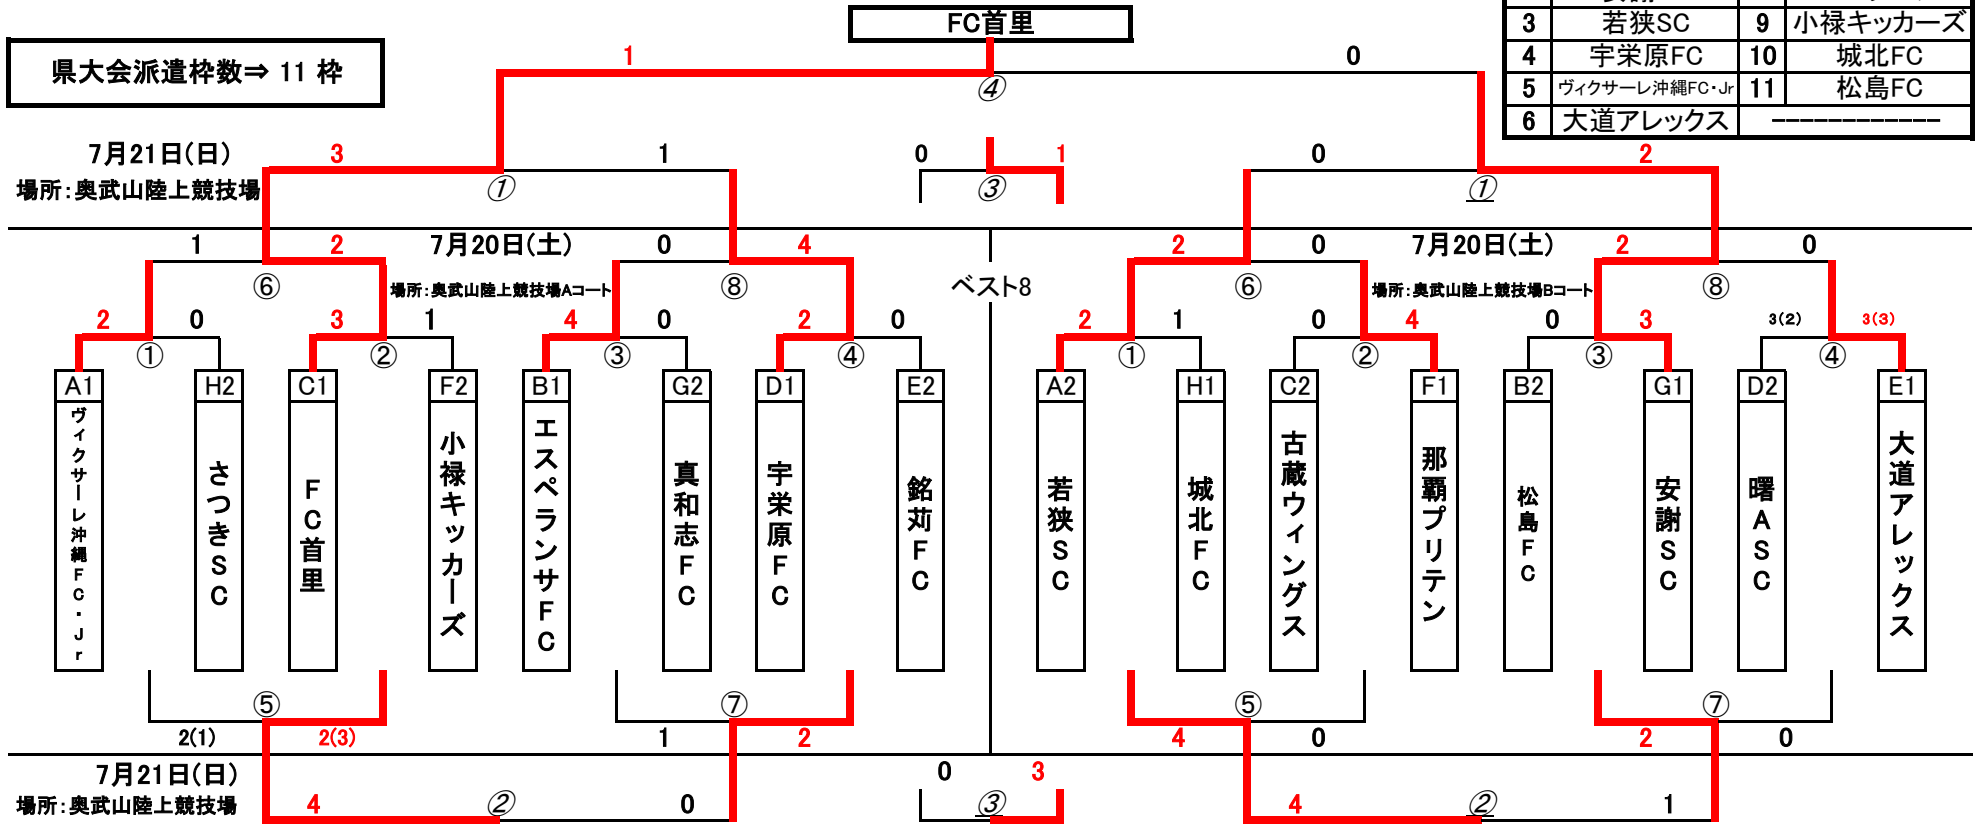 FC首里
県大会派遣枠数⇒ 11 枠
3 若狭SC 9 小禄キッカーズ
4 宇栄原FC 10 城北FC
5 ヴィクサーレ沖縄FC・Jr 11 松島FC
6 大道アレックス ------------
1 0
④
7月21日(日) 3 1 0 1 0 2
場所：奥武山陸上競技場 ① ③ ①
1 2 7月20日(土) 0 4 2 0 7月20日(土) 2 0
⑥ 場所：奥武山陸上競技場Aコート ⑧ ベスト8 ⑥ 場所：奥武山陸上競技場Bコート ⑧
2 0 3 1 4 0 2 0 2 1 0 4 0 3 3(2) 3(3)
① ② ③ ④ ① ② ③ ④
A1 H2 C1 F2 B1 G2 D1 E2 A2 H1 C2 F1 B2 G1 D2 E1
ヴィクサーレ沖縄FC・Jr
さつきSC
FC首里
小禄キッカーズ
エスペランサFC
真和志FC
宇栄原FC
銘苅FC
若狭SC
城北FC
古蔵ウィングス
那覇プリテン
松島FC
安謝SC
曙ASC
大道アレックス
⑤ ⑦ ⑤ ⑦
2(1) 2(3) 1 2 4 0 2 0
7月21日(日) 0 3
場所：奥武山陸上競技場 4 ② 0 ③ 4 ② 1